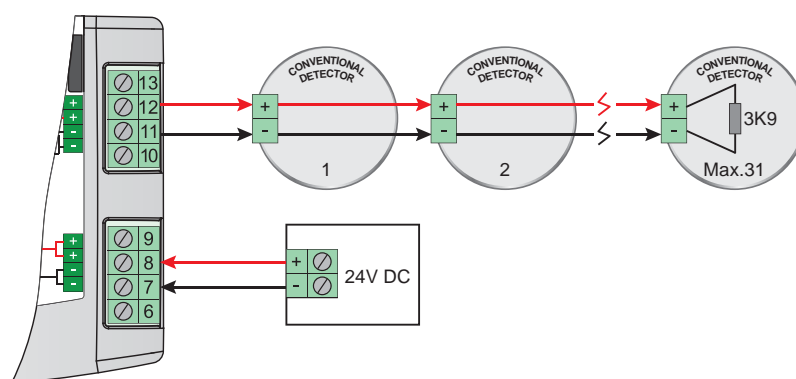 13
12
11
10
+
+
-
-
CONVENTIONAL
DETECTOR
+
-
1
CONVENTIONAL
DETECTOR
+
-
2
CONVENTIONAL
DETECTOR
+
-
3K9
Max.31
+
+
-
-
9
8
7
6
+
-
24V DC